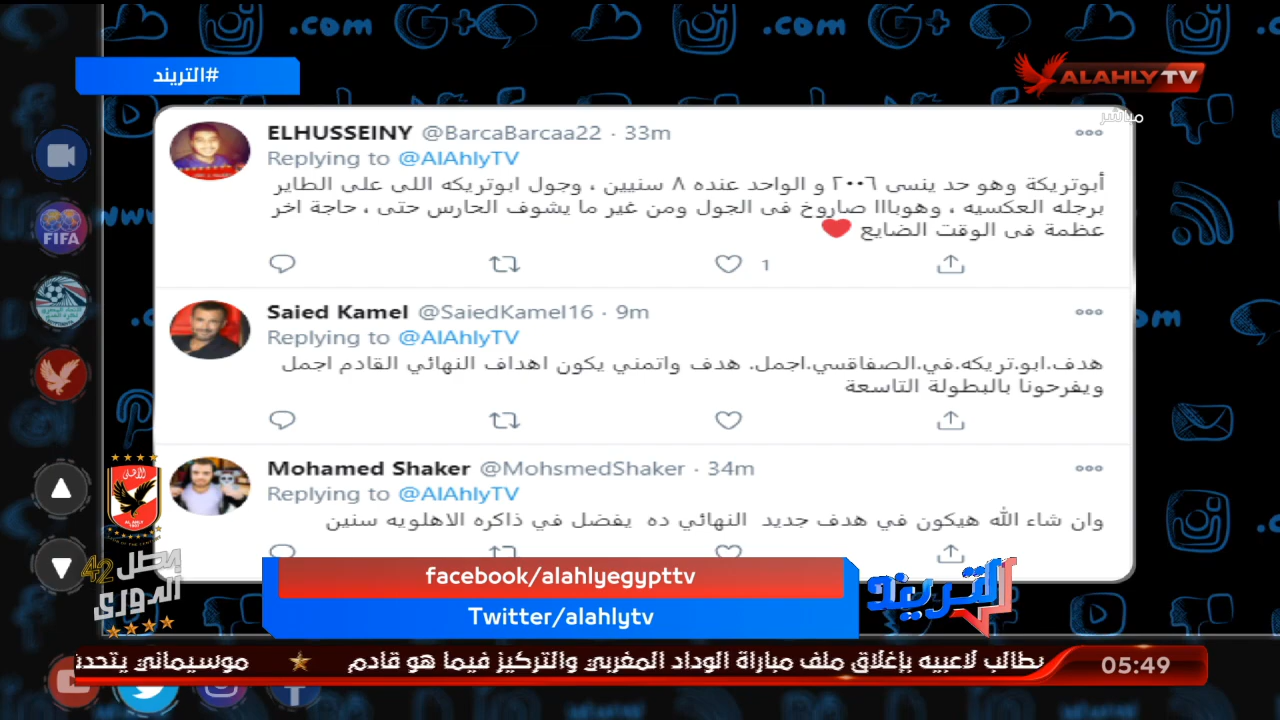 #التريند
ALAHLY TV
مباشر
ELHUSSEINY @BarcaBarcaa22 · 33m
Replying to @AlAhlyTV
أبوتريكة وهو حد ينسى ٢٠٠٦ و الواحد عنده ٨ سنيين ، وجول ابوتريكه اللى على الطاير
برجله العكسيه ، وهوبااا صاروخ فى الجول ومن غير ما يشوف الحارس حتى ، حاجة اخر
عظمة فى الوقت الضايع ❤
1
Saied Kamel @SaiedKamel16 · 9m
Replying to @AlAhlyTV
هدف.ابو.تريكه.في.الصفاقسي.اجمل. هدف واتمني يكون اهداف النهائي القادم اجمل
ويفرحونا بالبطولة التاسعة
Mohamed Shaker @MohsmedShaker · 34m
Replying to @AlAhlyTV
وان شاء الله هيكون في هدف جديد النهائي ده يفضل في ذاكره الاهلويه سنين
FIFA
بطل 42
الدورى
facebook/alahlyegypttv
Twitter/alahlytv
التريند
يطالب لاعبيه بإغلاق ملف مباراة الوداد المغربي والتركيز فيما هو قادم ★ موسيماني يتحدث
05:49